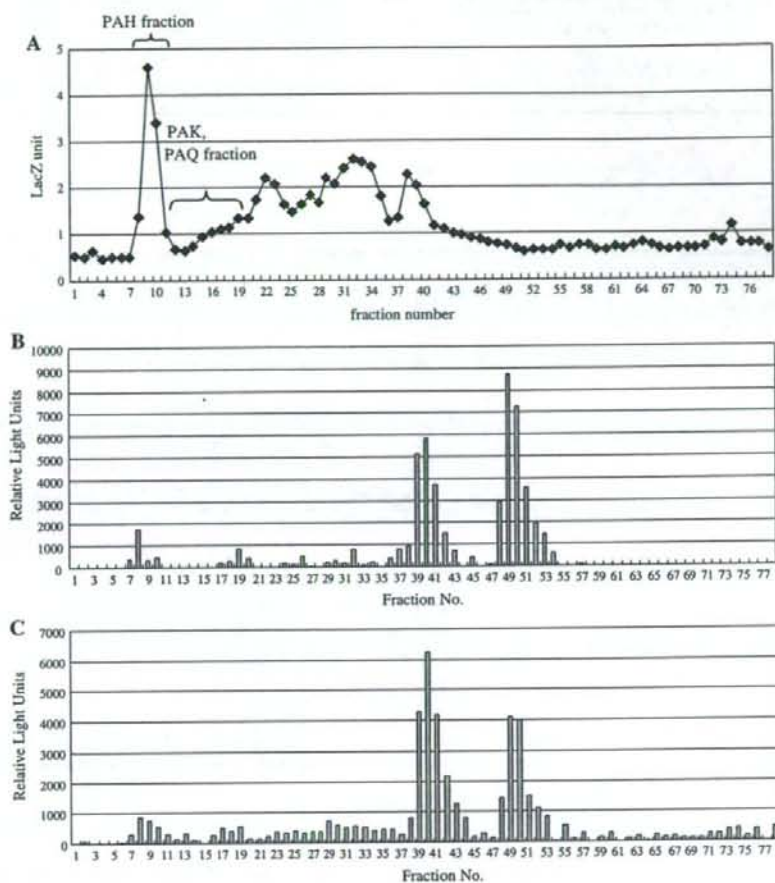 PAH fraction
A
5
4
3
2
1
0
LacZ unit
PAK,
PAQ fraction
1 4 7 10 13 16 19 22 25 28 31 34 37 40 43 46 49 52 55 58 61 64 67 70 73 76
fraction number
B
10000
9000
8000
7000
6000
5000
4000
3000
2000
1000
0
Relative Light Units
1 3 5 7 9 11 13 15 17 19 21 23 25 27 29 31 33 35 37 39 41 43 45 47 49 51 53 55 57 59 61 63 65 67 69 71 73 75 77
Fraction No.
C
7000
6000
5000
4000
3000
2000
1000
0
Relative Light Units
1 3 5 7 9 11 13 15 17 19 21 23 25 27 29 31 33 35 37 39 41 43 45 47 49 51 53 55 57 59 61 63 65 67 69 71 73 75 77
Fraction No.